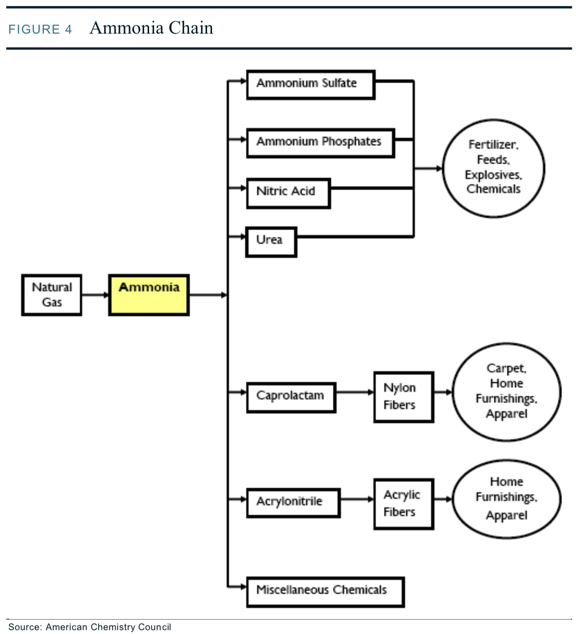 FIGURE 4 Ammonia Chain
Ammonium Sulfate
Ammonium Phosphates
Nitric Acid
Urea
Fertilizer,
Feeds,
Explosives,
Chemicals
Natural
Gas
Ammonia
Caprolactam
Nylon
Fibers
Carpet,
Home
Furnishings,
Apparel
Acrylonitrile
Acrylic
Fibers
Home
Furnishings,
Apparel
Miscellaneous Chemicals
Source: American Chemistry Council